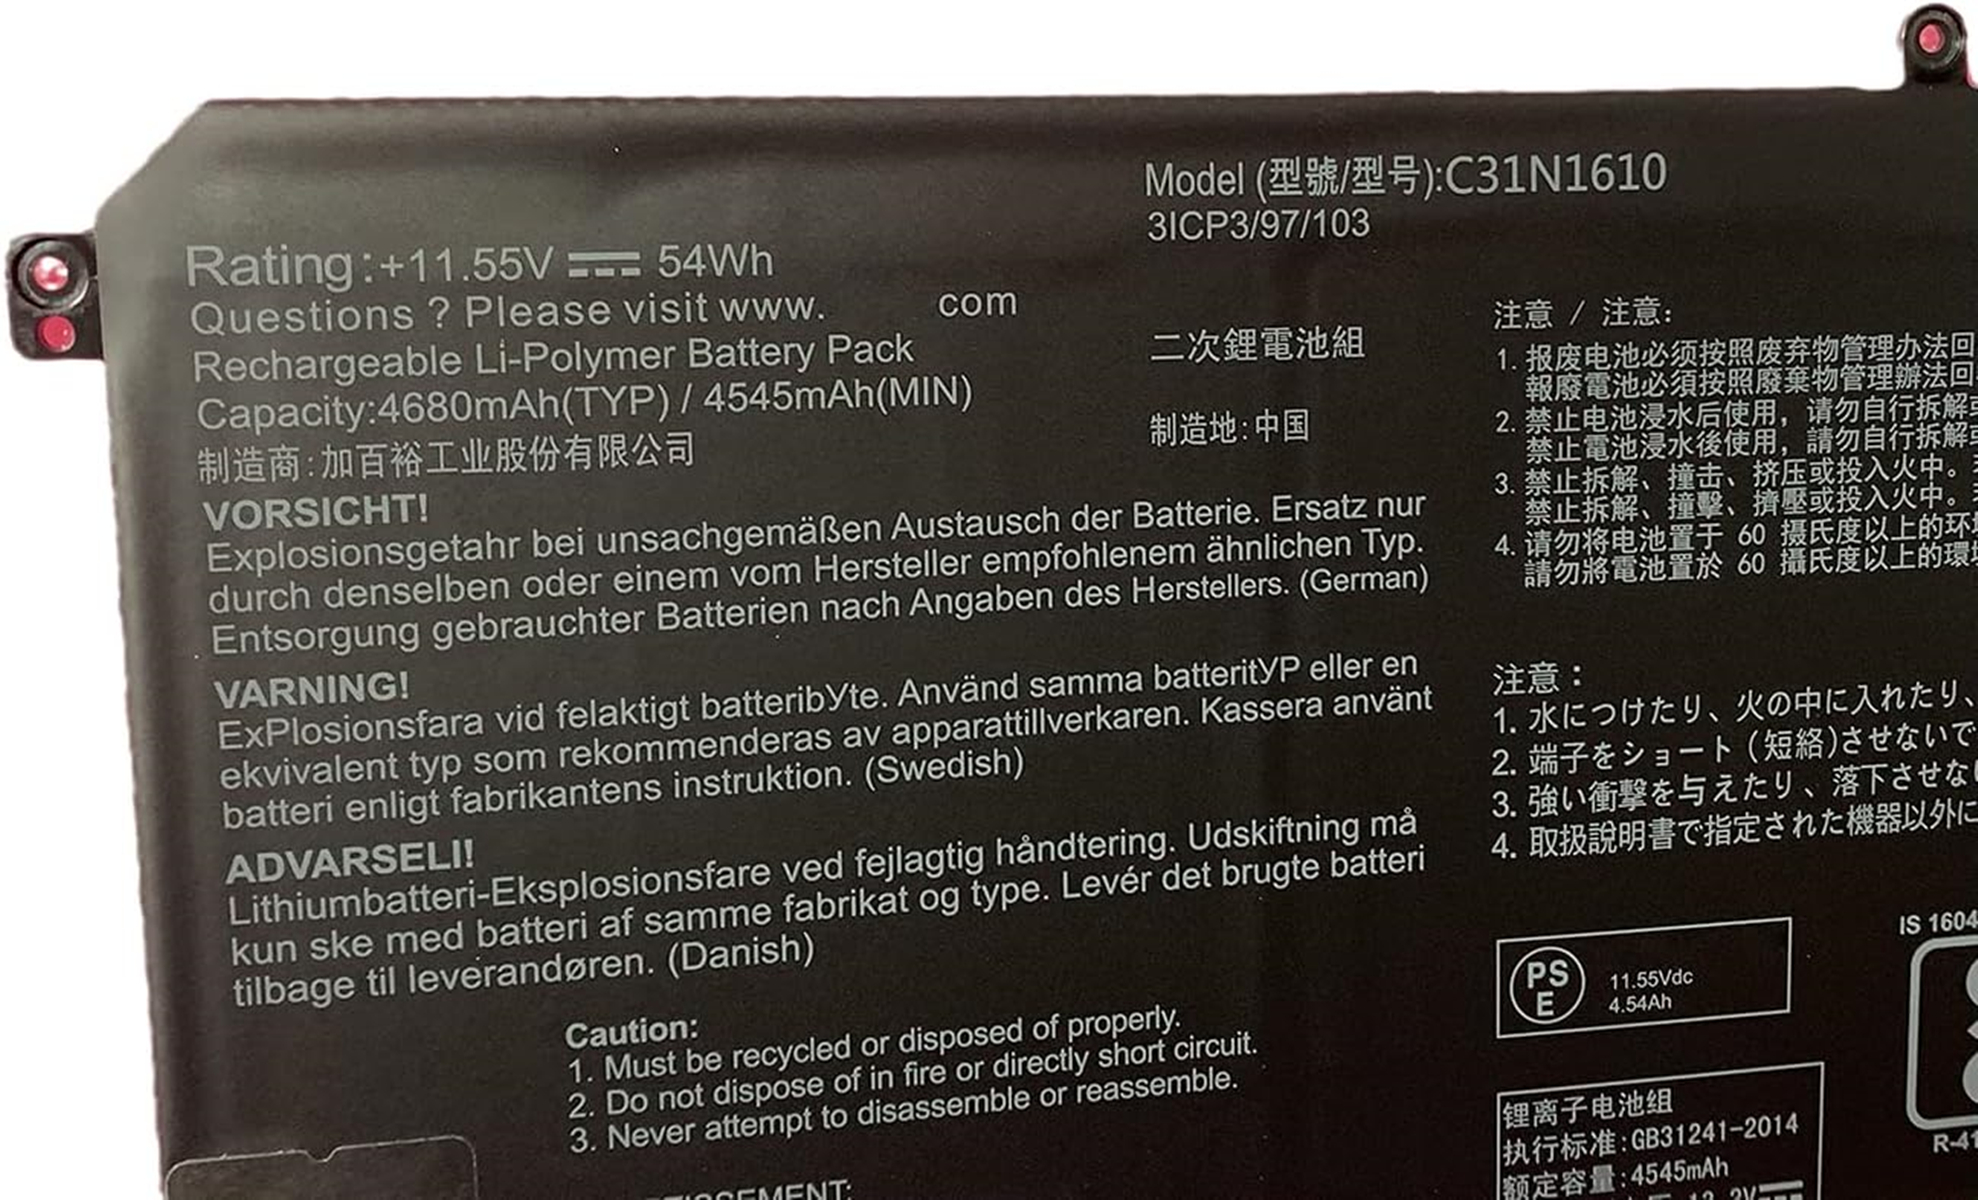 Model (型號/型号):C31N1610
3ICP3/97/103
Rating:+11.55V 54Wh
Questions ? Please visit www. com
Rechargeable Li-Polymer Battery Pack
Capacity:4680mAh(TYP) / 4545mAh(MIN)
制造商:加百裕工业股份有限公司
二次鋰電池組
制造地:中国
VORSICHT!
Explosionsgetahr bei unsachgemäßen Austausch der Batterie. Ersatz nur
durch denselben oder einem vom Hersteller empfohlenem ähnlichen Typ.
Entsorgung gebrauchter Batterien nach Angaben des Herstellers. (German)
VARNING!
ExPlosionsfara vid felaktigt batteribYte. Använd samma batteritYP eller en
ekvivalent typ som rekommenderas av apparattillverkaren. Kassera använt
batteri enligt fabrikantens instruktion. (Swedish)
ADVARSELI!
Lithiumbatteri-Eksplosionsfare ved fejlagtig håndtering. Udskiftning må
kun ske med batteri af samme fabrikat og type. Levér det brugte batteri
tilbage til leverandøren. (Danish)
Caution:
1. Must be recycled or disposed of properly.
2. Do not dispose of in fire or directly short circuit.
3. Never attempt to disassemble or reassemble.
注意 / 注意:
1. 报废电池必须按照废弃物管理办法回
報廢電池必須按照廢棄物管理辦法回
2. 禁止电池浸水后使用，请勿自行拆解或
禁止電池浸水後使用，請勿自行拆解或
3. 禁止拆解、撞击、挤压或投入火中。
禁止拆解、撞擊、擠壓或投入火中。
4. 请勿将电池置于 60 摄氏度以上的环
請勿將電池置於 60 攝氏度以上的環
注意：
1. 水につけたり、火の中に入れたり、
2. 端子をショート (短絡)させないで
3. 強い衝撃を与えたり、落下させな
4. 取扱說明書で指定された機器以外に
PS
E
11.55Vdc
4.54Ah
IS 1604
R-41
锂离子电池组
执行标准:GB31241-2014
额定容量:4545mAh